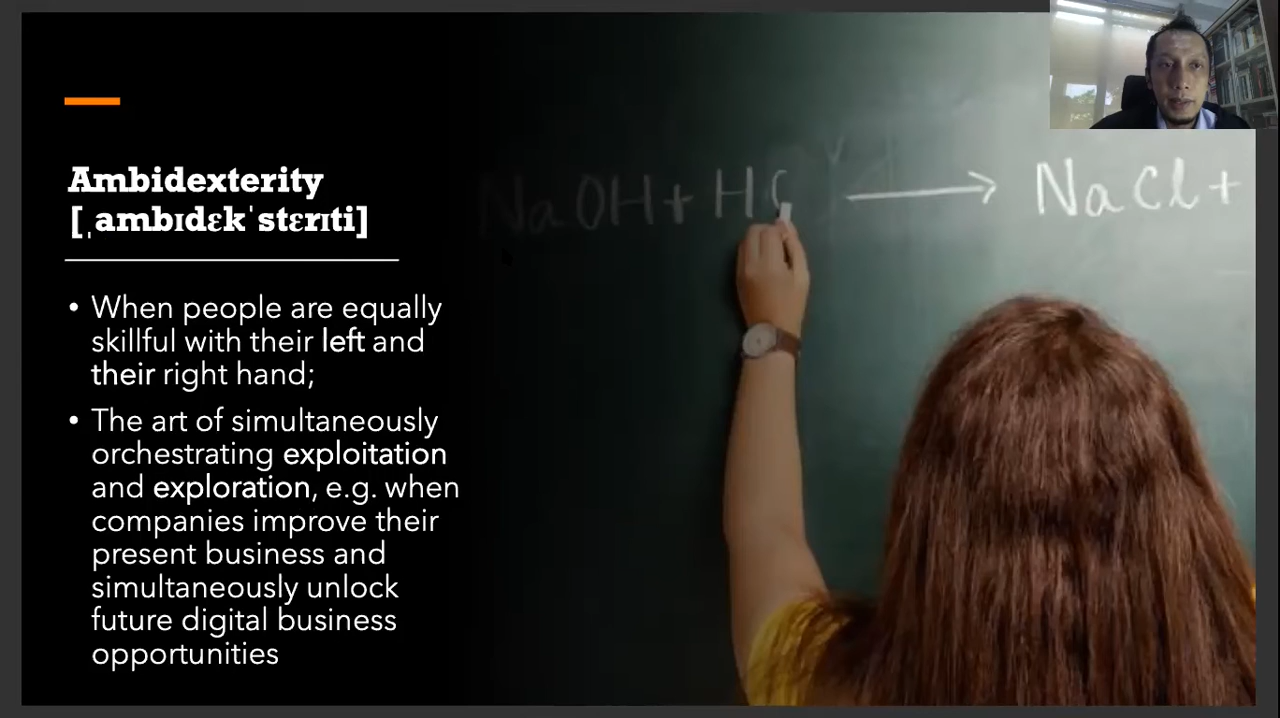 Ambidexterity
[ˌambɪdɛkˈstɛrɪti]
• When people are equally
skillful with their left and
their right hand;
• The art of simultaneously
orchestrating exploitation
and exploration, e.g. when
companies improve their
present business and
simultaneously unlock
future digital business
opportunities
NaOH + HC → NaCl +